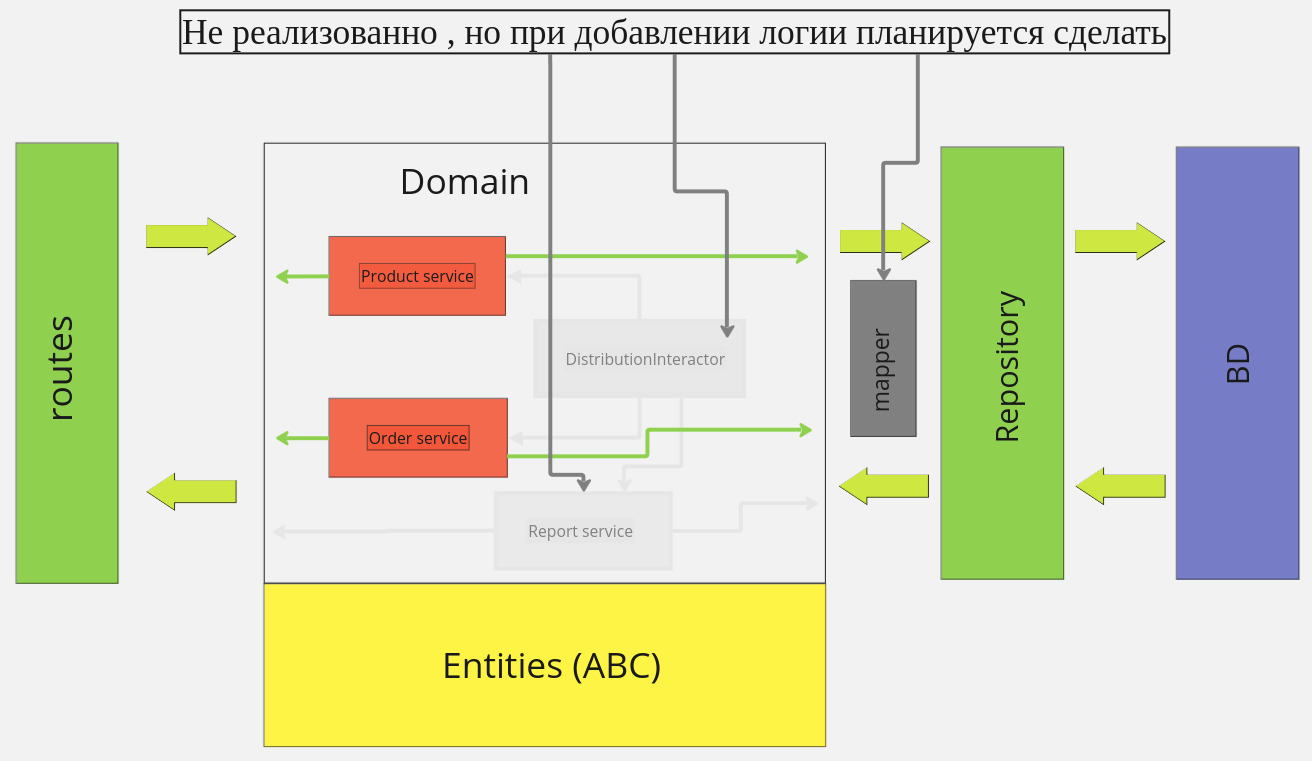 Не реализованно , но при добавлении логии планируется сделать
routes
Domain
Product service
DistributionInteractor
Order service
Report service
Entities (ABC)
mapper
Repository
BD